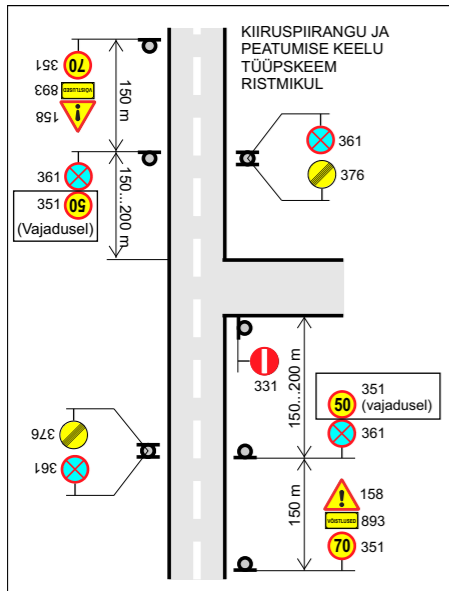 KIIRUSPIIRANGU JA
PEATUMISE KEELU
TÜÜPSKEEM
RISTMIKUL
351
70
893
VÕISTLUSED
158
150 m
361
351
50
(Vajadusel)
150...200 m
361
376
331
150...200 m
50
351
(vajadusel)
361
376
361
150 m
158
VÕISTLUSED
893
70
351